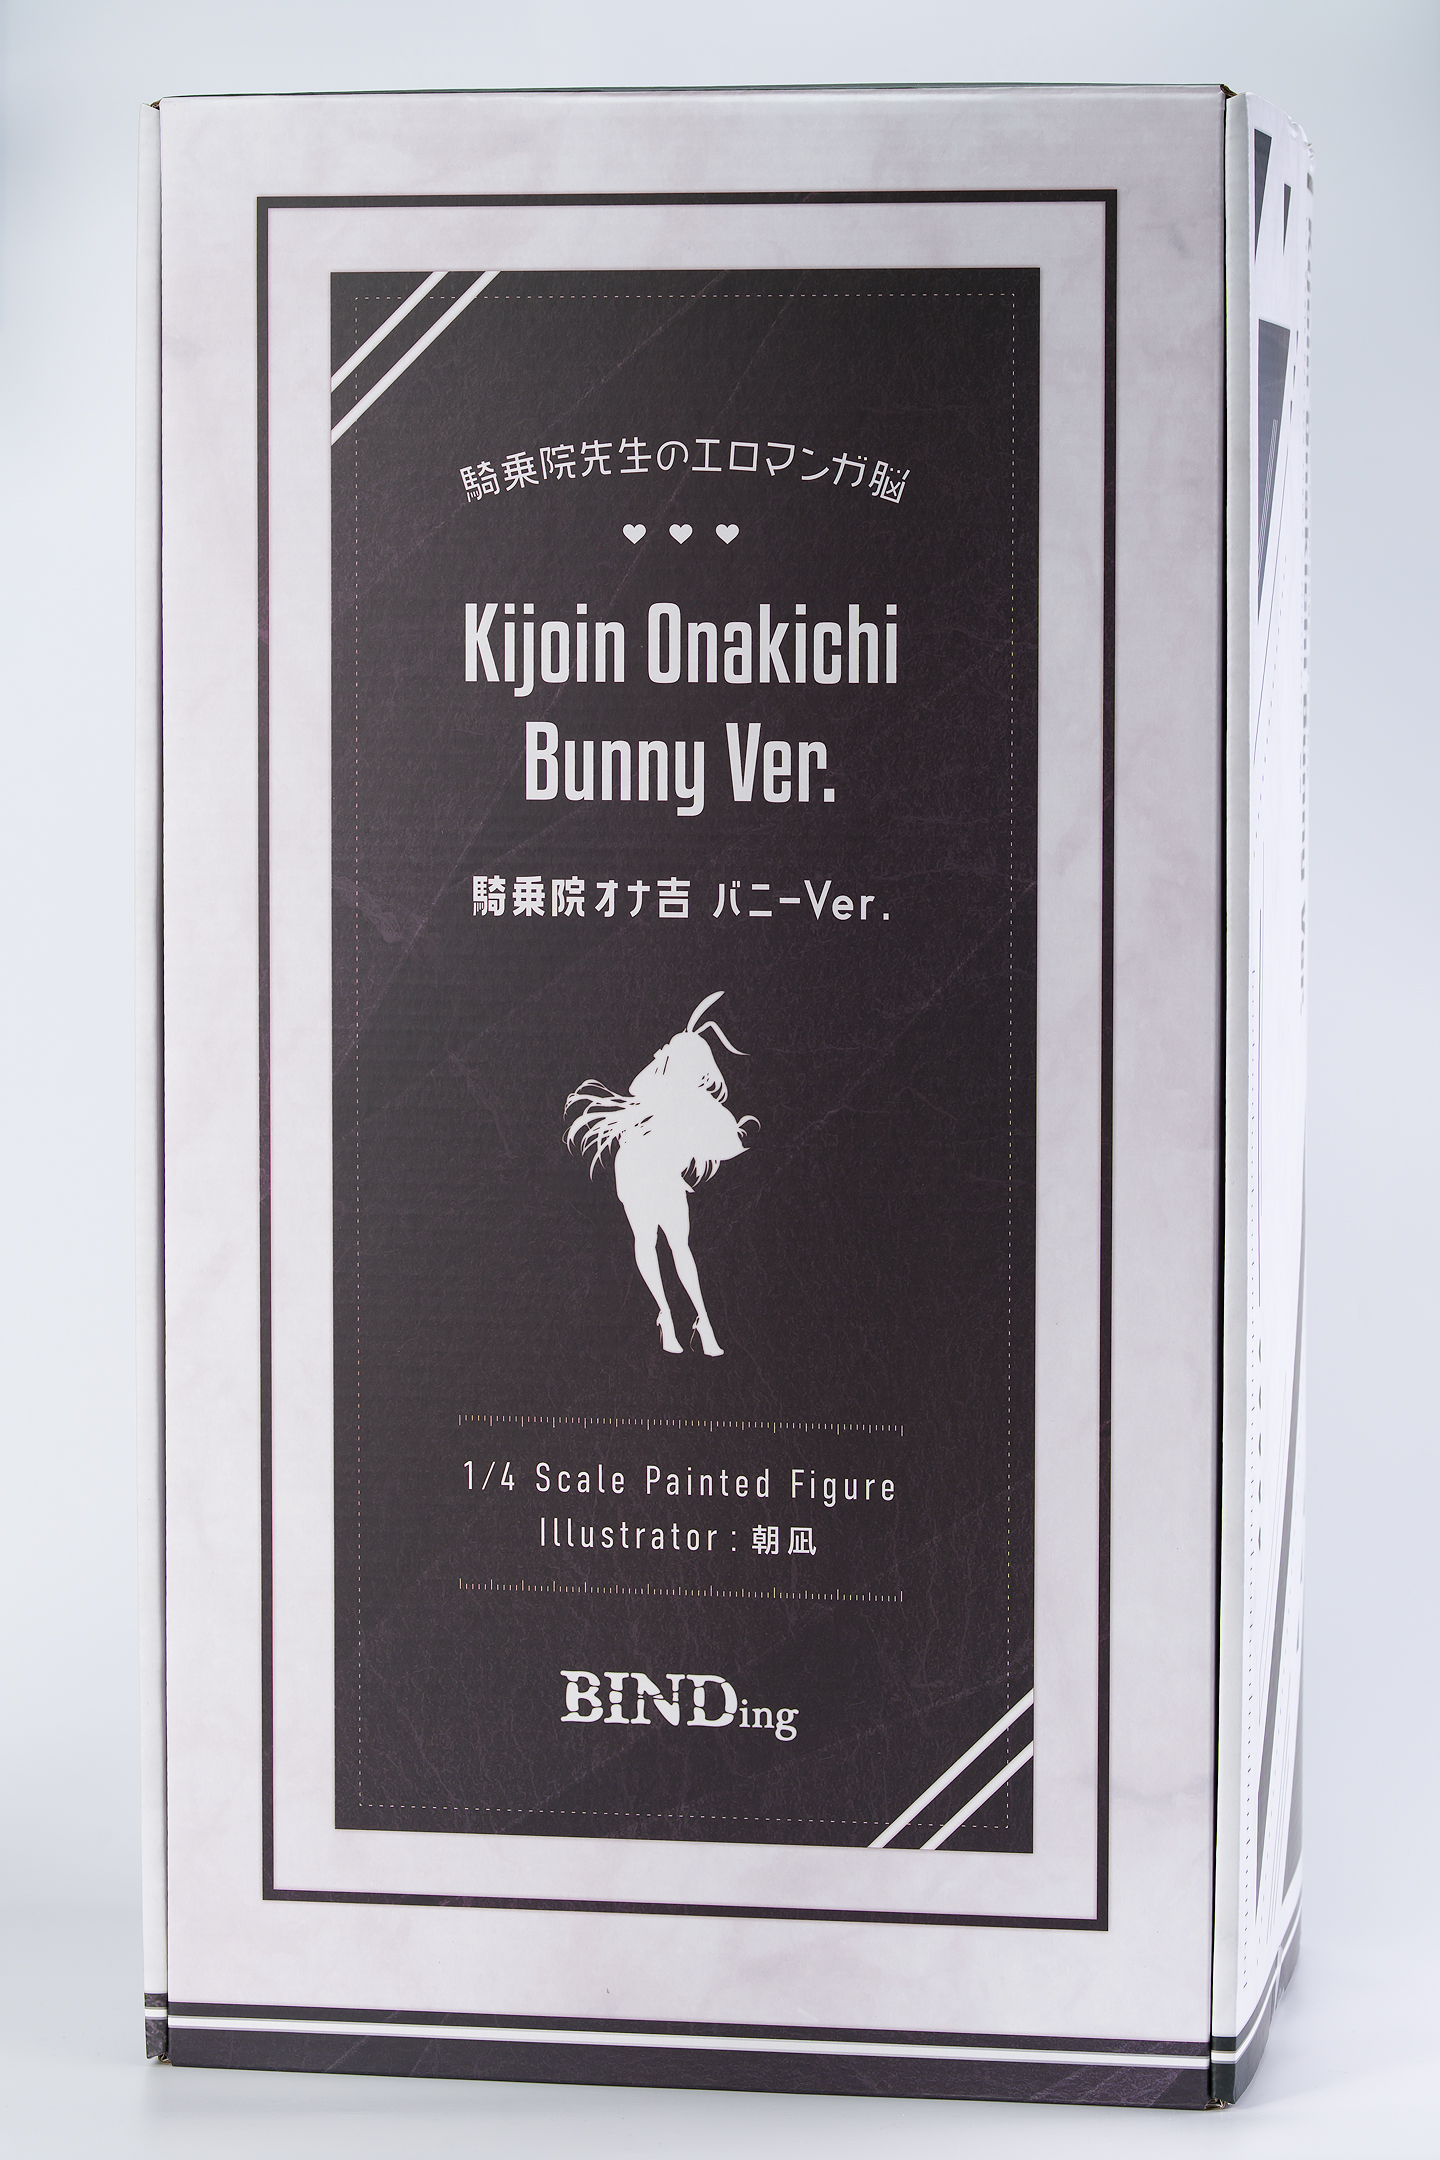 騎乗院先生のエロマンガ脳
Kijoin Onakichi
Bunny Ver.
騎乗院オナ吉 バニーVer.
1/4 Scale Painted Figure
Illustrator : 朝凪
BINDing